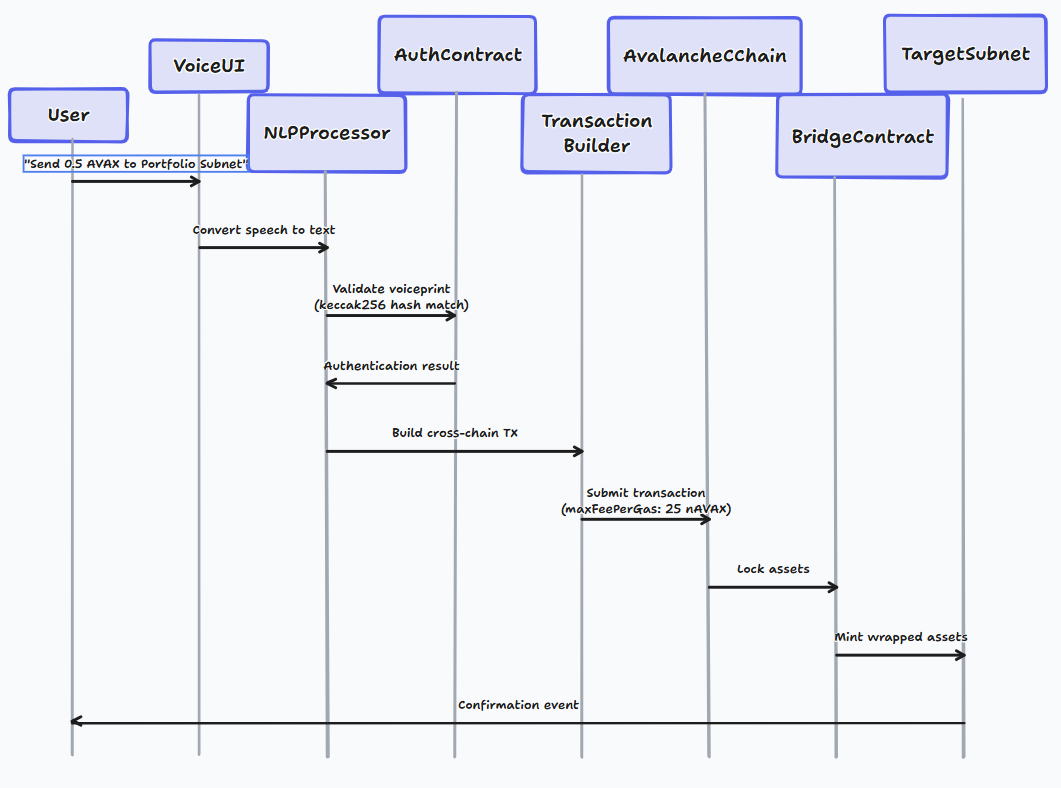 AuthContract
AvalancheCChain
TargetSubnet
VoiceUI
User
NLPProcessor
Transaction
Builder
BridgeContract
"Send 0.5 AVAX to Portfolio Subnet"
Convert speech to text
Validate voiceprint
(keccak256 hash match)
Authentication result
Build cross-chain TX
Submit transaction
(maxFeePerGas: 25 nAVAX)
Lock assets
Mint wrapped assets
Confirmation event